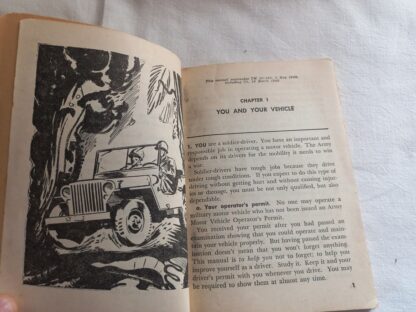 This manual supersedes TM
including C1, 18 March
CHAPTER 1
YOU AND YOUR VEHICLE
1. YOU are a soldier-driver. You have an important and
responsible job in operating a motor vehicle. The Army
depends on its drivers for the mobility it needs to win
a war.
Soldier-drivers have tough jobs because they drive
under tough conditions. If you expect to do this type of
driving without getting hurt and without causing injur-
ies or damage, you must be not only qualified, but also
dependable.
a. Your operator's permit. No one may operate a
military motor vehicle who has not been issued an Army
Motor Vehicle Operator's Permit.
You received your permit after you had passed an
examination showing that you could operate and main-
tain your vehicle properly. But having passed the exam-
ination doesn't mean that you won't forget anything.
This manual is to help you not to forget; to help you
improve yourself as a driver. Study it. Keep it and your
driver's permit with you whenever you drive. You may
be required to show them at almost any time.
1